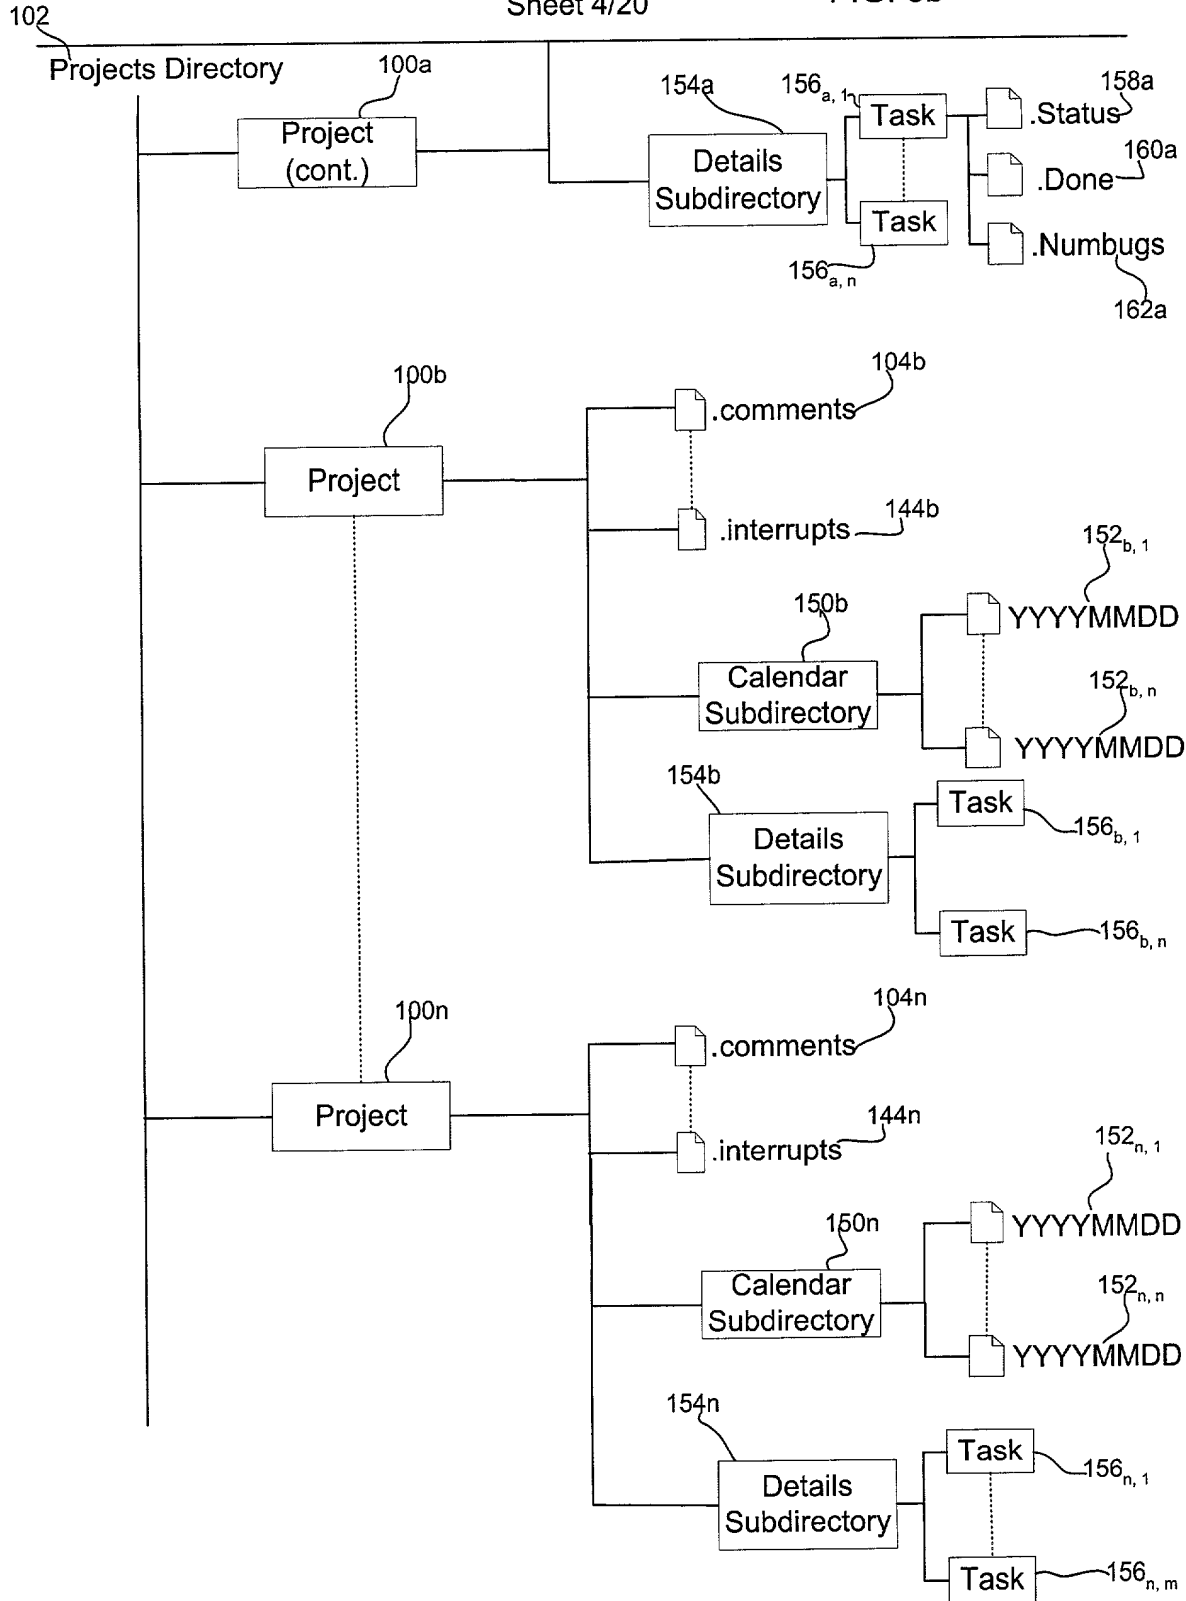 Sheet 4/20
102
Projects Directory
100a
Project
(cont.)
154a
Details
Subdirectory
156a, 1
Task
Task
156a, n
158a
.Status
160a
.Done
.Numbugs
162a
100b
Project
104b
.comments
144b
.interrupts
150b
Calendar
Subdirectory
152b, 1
YYYYMMDD
152b, n
YYYYMMDD
154b
Details
Subdirectory
Task
156b, 1
Task
156b, n
100n
Project
104n
.comments
144n
.interrupts
150n
Calendar
Subdirectory
152n, 1
YYYYMMDD
152n, n
YYYYMMDD
154n
Details
Subdirectory
Task
156n, 1
Task
156n, m